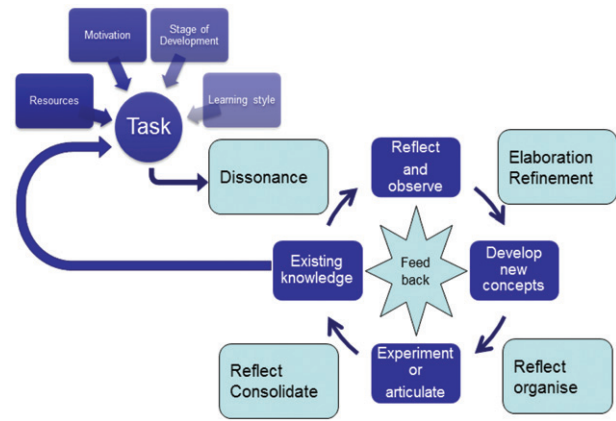 Motivation
Stage of
Development
Resources
Learning style
Task
Dissonance
Reflect
and
observe
Elaboration
Refinement
Existing
knowledge
Feed
back
Develop
new
concepts
Experiment
or
articulate
Reflect
Consolidate
Reflect
organise